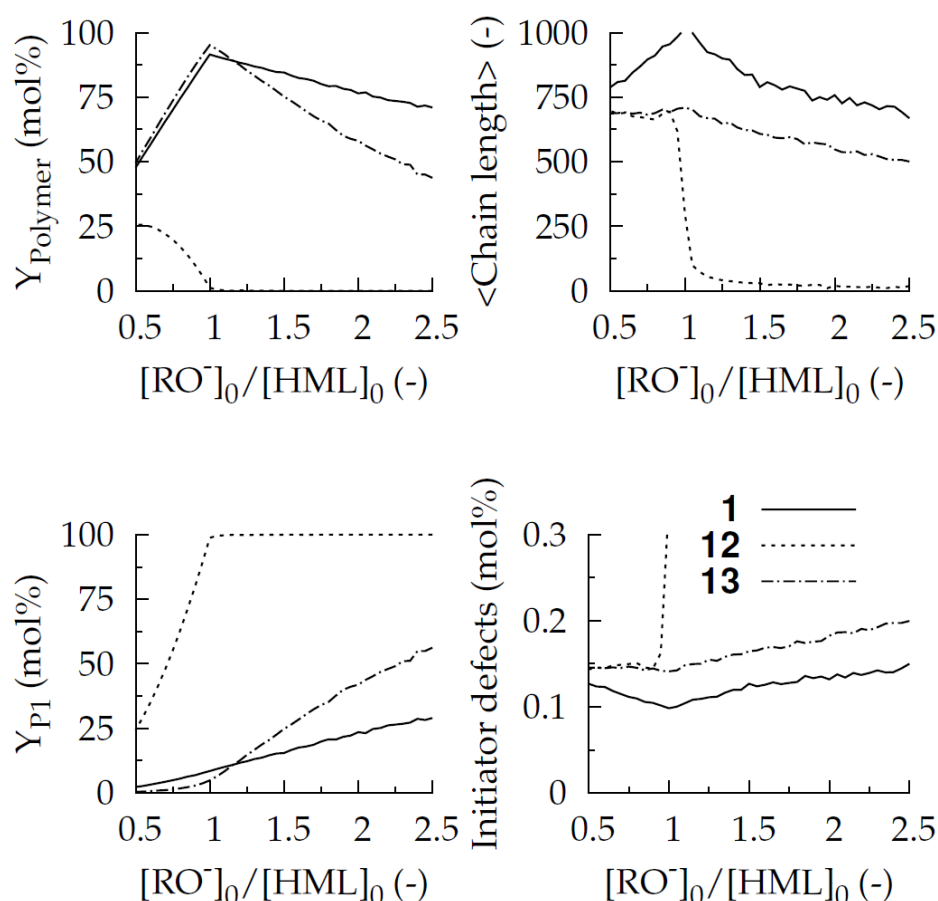 Y_Polymer (mol%)
100
75
50
25
0
0.5 1 1.5 2 2.5
[RO⁻]₀/[HML]₀ (-)
<Chain length> (-)
1000
750
500
250
0
0.5 1 1.5 2 2.5
[RO⁻]₀/[HML]₀ (-)
Y_P1 (mol%)
100
75
50
25
0
0.5 1 1.5 2 2.5
[RO⁻]₀/[HML]₀ (-)
Initiator defects (mol%)
0.3
0.2
0.1
0
1
12
13
0.5 1 1.5 2 2.5
[RO⁻]₀/[HML]₀ (-)